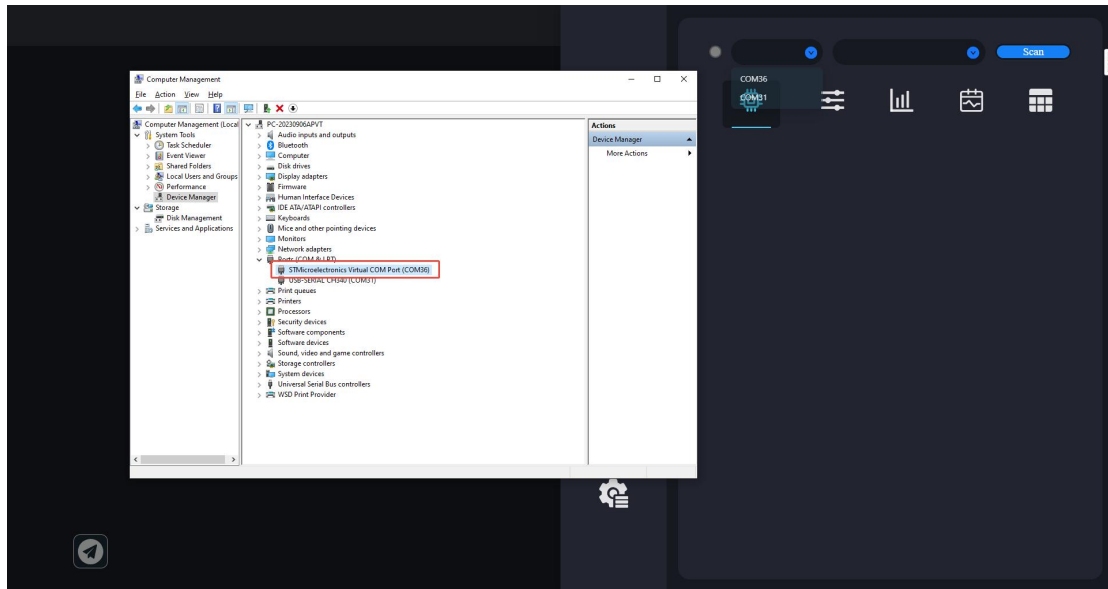 Computer Management
File Action View Help
Computer Management (Local
System Tools
Task Scheduler
Event Viewer
Shared Folders
Local Users and Groups
Performance
Device Manager
Storage
Disk Management
Services and Applications
PC-20230906APVT
Audio inputs and outputs
Bluetooth
Computer
Disk drives
Display adapters
Firmware
Human Interface Devices
IDE ATA/ATAPI controllers
Keyboards
Mice and other pointing devices
Monitors
Network adapters
Ports (COM & LPT)
STMicroelectronics Virtual COM Port (COM36)
USB-SERIAL CH340 (COM31)
Print queues
Printers
Processors
Security devices
Software components
Software devices
Sound, video and game controllers
Storage controllers
System devices
Universal Serial Bus controllers
WSD Print Provider
Actions
Device Manager
More Actions
Scan
COM36
COM31